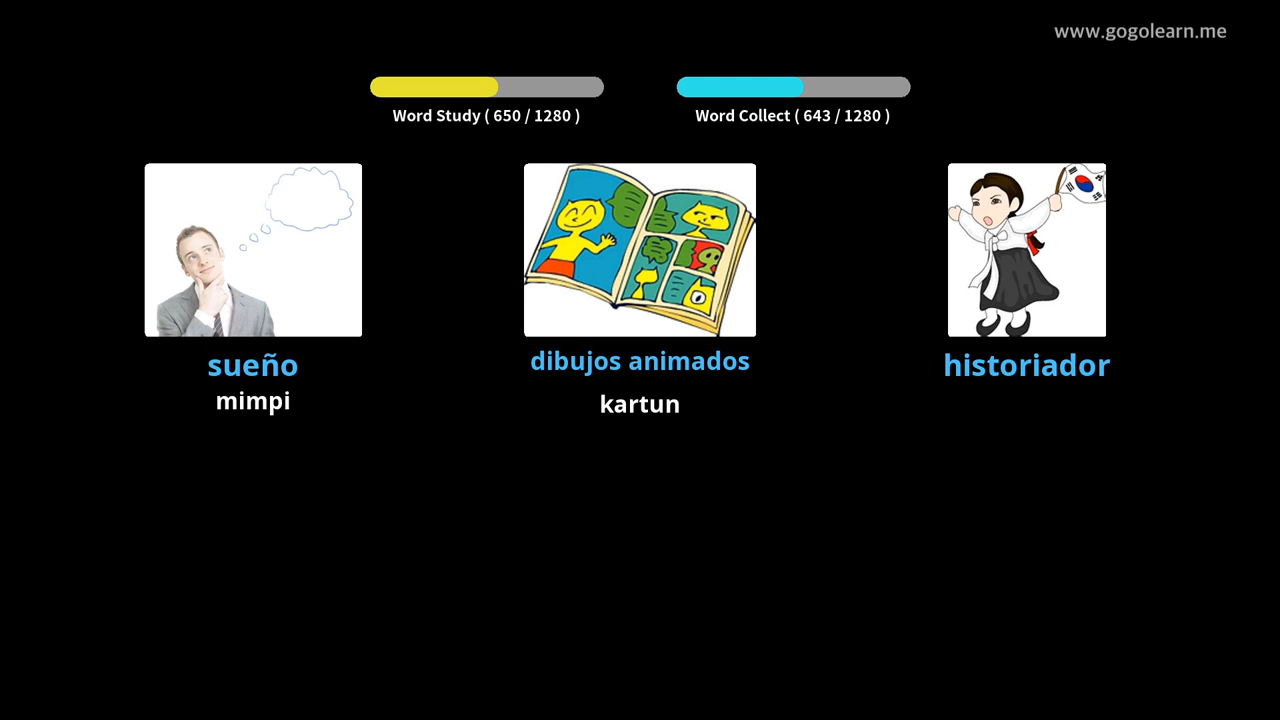 www.gogolearn.me
Word Study ( 650 / 1280 )
Word Collect ( 643 / 1280 )
sueño
mimpi
dibujos animados
kartun
historiador